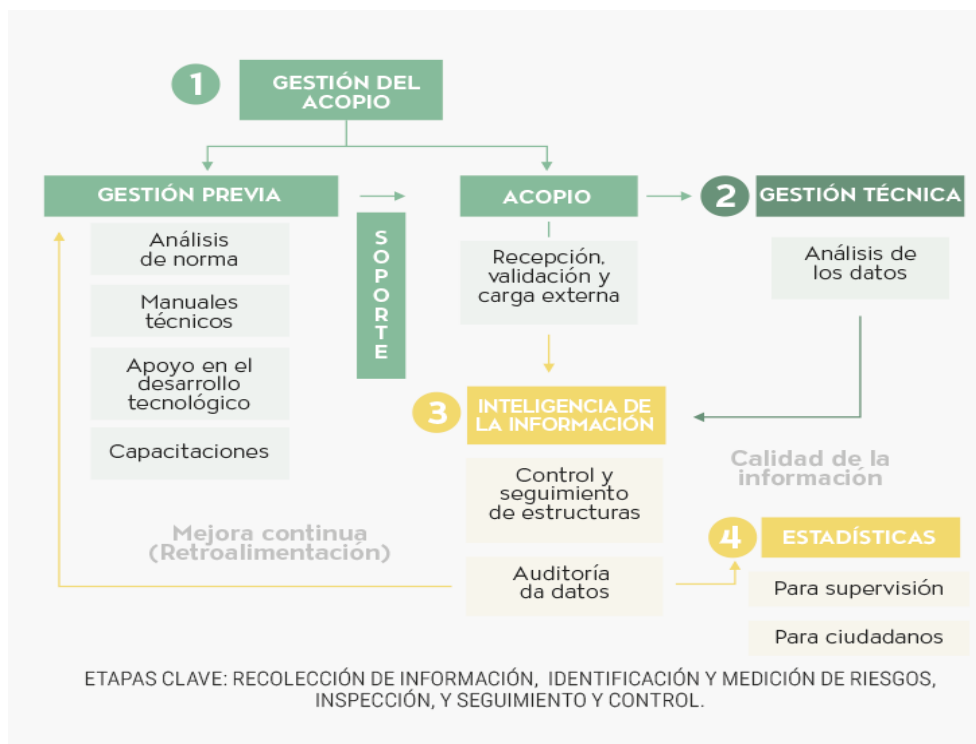 1
GESTIÓN DEL
ACOPIO
GESTIÓN PREVIA
Análisis
de norma
Manuales
técnicos
Apoyo en el
desarrollo
tecnológico
Capacitaciones
SOPORTE
ACOPIO
Recepción,
validación y
carga externa
2
GESTIÓN TÉCNICA
Análisis de
los datos
3
INTELIGENCIA DE
LA INFORMACIÓN
Control y
seguimiento
de estructuras
Auditoría
da datos
Calidad de la
información
Mejora continua
(Retroalimentación)
4
ESTADÍSTICAS
Para supervisión
Para ciudadanos
ETAPAS CLAVE: RECOLECCIÓN DE INFORMACIÓN, IDENTIFICACIÓN Y MEDICIÓN DE RIESGOS,
INSPECCIÓN, Y SEGUIMIENTO Y CONTROL.